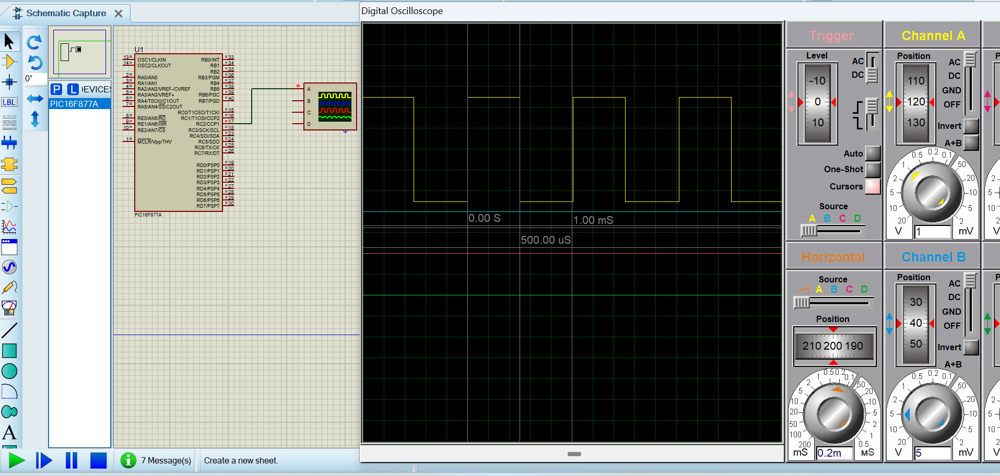 Schematic Capture
Digital Oscilloscope
LBL
A
0°
P L DEVICES
PIC16F877A
U1
13 OSC1/CLKIN
14 OSC2/CLKOUT
2 RA0/AN0
3 RA1/AN1
4 RA2/AN2/VREF-/CVREF
5 RA3/AN3/VREF+
6 RA4/T0CKI/C1OUT
7 RA5/AN4/SS/C2OUT
8 RE0/AN5/RD
9 RE1/AN6/WR
10 RE2/AN7/CS
1 MCLR/Vpp/THV
RB0/INT 33
RB1 34
RB2 35
RB3/PGM 36
RB4 37
RB5 38
RB6/PGC 39
RB7/PGD 40
RC0/T1OSO/T1CKI 15
RC1/T1OSI/CCP2 16
RC2/CCP1 17
RC3/SCK/SCL 18
RC4/SDI/SDA 23
RC5/SDO 24
RC6/TX/CK 25
RC7/RX/DT 26
RD0/PSP0 19
RD1/PSP1 20
RD2/PSP2 21
RD3/PSP3 22
RD4/PSP4 27
RD5/PSP5 28
RD6/PSP6 29
RD7/PSP7 30
PIC16F877A
A
B
C
D
0.00 S
1.00 mS
500.00 uS
Trigger
Level
AC
DC
-10
0
10
Auto
One-Shot
Cursors
Source
A B C D
Channel A
Position
AC
DC
GND
OFF
110
120
130
Invert
A+B
20 10 5 2 1 0.5 0.2 0.1 50 20 10 5 2
V 1 mV
Horizontal
Source
A B C D
Position
210 200 190
200 100 50 20 10 5 2 1 0.5 0.2 0.1 50 20 10 5 2 1 0.5
mS 0.2m µS
Channel B
Position
AC
DC
GND
OFF
30
40
50
Invert
A+B
20 10 5 2 1 0.5 0.2 0.1 50 20 10 5 2
V 5 mV
P
2
5
10
20
V
P
2
5
10
20
V
7 Message(s)
Create a new sheet.